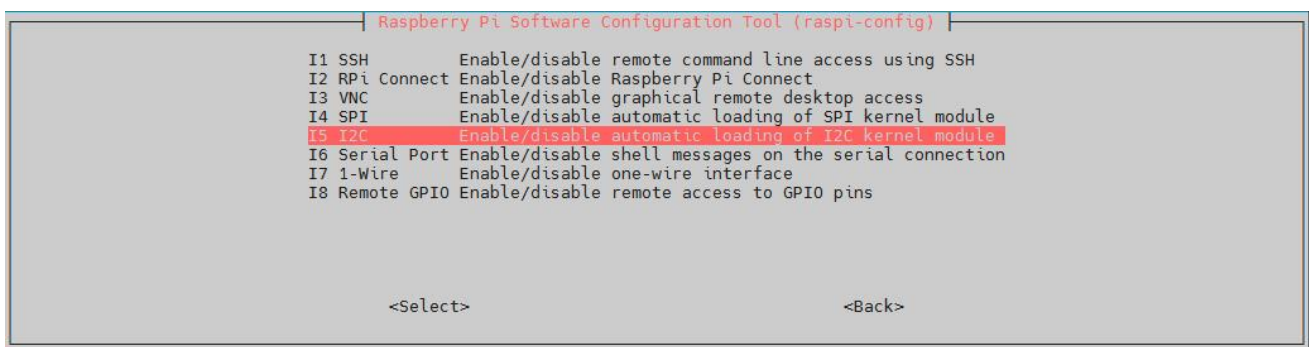 Raspberry Pi Software Configuration Tool (raspi-config)
I1 SSH Enable/disable remote command line access using SSH
I2 RPi Connect Enable/disable Raspberry Pi Connect
I3 VNC Enable/disable graphical remote desktop access
I4 SPI Enable/disable automatic loading of SPI kernel module
I5 I2C Enable/disable automatic loading of I2C kernel module
I6 Serial Port Enable/disable shell messages on the serial connection
I7 1-Wire Enable/disable one-wire interface
I8 Remote GPIO Enable/disable remote access to GPIO pins
<Select> <Back>